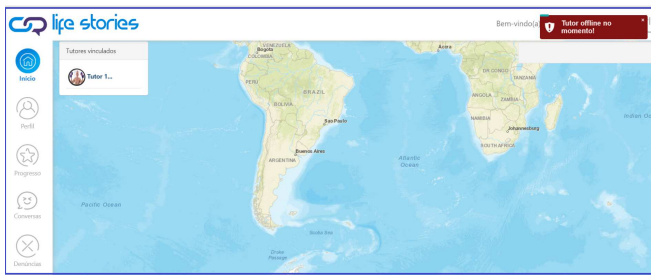 life stories
Bem-vindo(a)
Tutor offline no
momento!
×
Tutores vinculados
Tutor 1...
Início
Perfil
Progresso
Conversas
Denúncias
VENEZUELA
Bogota
COLOMBIA
PERU
BRAZIL
BOLIVIA
Sao Paulo
Buenos Aires
ARGENTINA
Accra
DR CONGO
TANZANIA
ANGOLA
ZAMBIA
NAMIBIA
Johannesburg
SOUTH AFRICA
Atlantic
Ocean
Indian Oc
Pacific Ocean
Scotia Sea
Drake
Passage